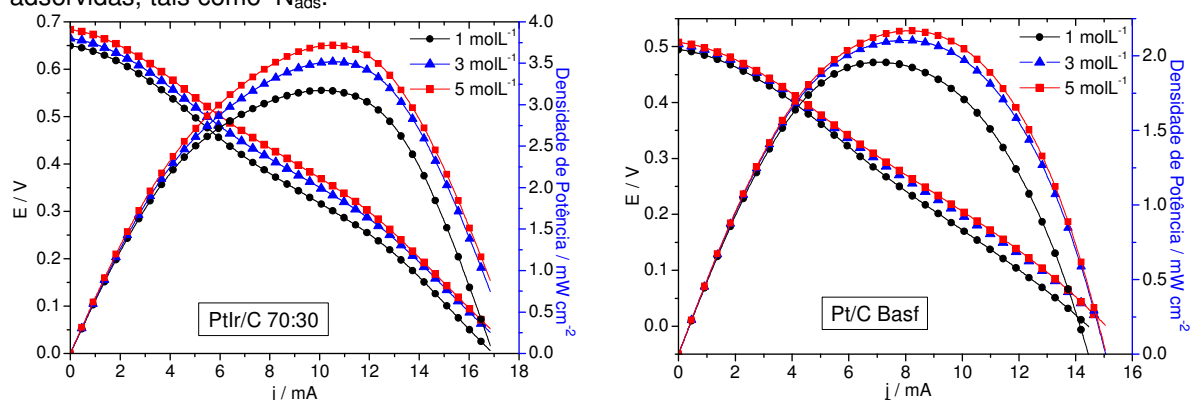 adsorvidas, tais como N_ads.
0.7
0.6
0.5
0.4
0.3
0.2
0.1
0.0
E / V
0 2 4 6 8 10 12 14 16 18
j / mA
4.0
3.5
3.0
2.5
2.0
1.5
1.0
0.5
0.0
Densidade de Potência / mW cm⁻²
1 molL⁻¹
3 molL⁻¹
5 molL⁻¹
PtIr/C 70:30
0.5
0.4
0.3
0.2
0.1
0.0
E / V
0 2 4 6 8 10 12 14 16
j / mA
2.0
1.5
1.0
0.5
0.0
Densidade de Potência / mW cm⁻²
1 molL⁻¹
3 molL⁻¹
5 molL⁻¹
Pt/C Basf